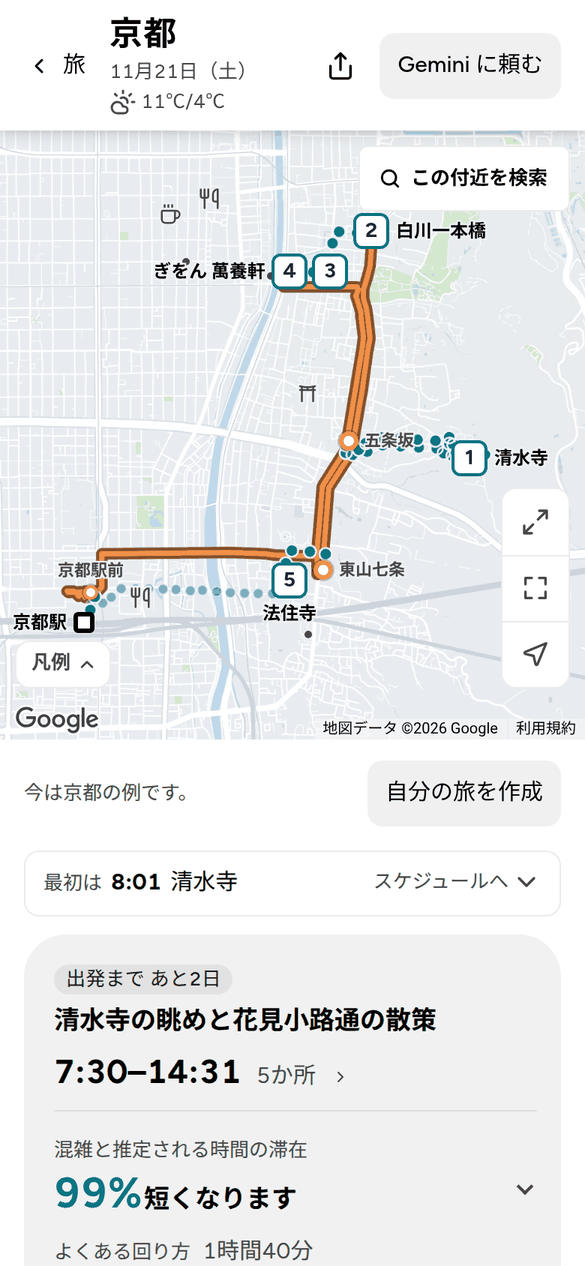 京都
旅
11月21日（土）
11°C/4°C
Gemini に頼む
この付近を検索
2 白川一本橋
ぎをん 萬養軒 4 3
五条坂
1 清水寺
京都駅前
東山七条
5
法住寺
京都駅
凡例
Google
地図データ ©2026 Google 利用規約
今は京都の例です。
自分の旅を作成
最初は 8:01 清水寺 スケジュールへ
出発まで あと2日
清水寺の眺めと花見小路通の散策
7:30–14:31 5か所
混雑と推定される時間の滞在
99%短くなります
よくある回り方 1時間40分